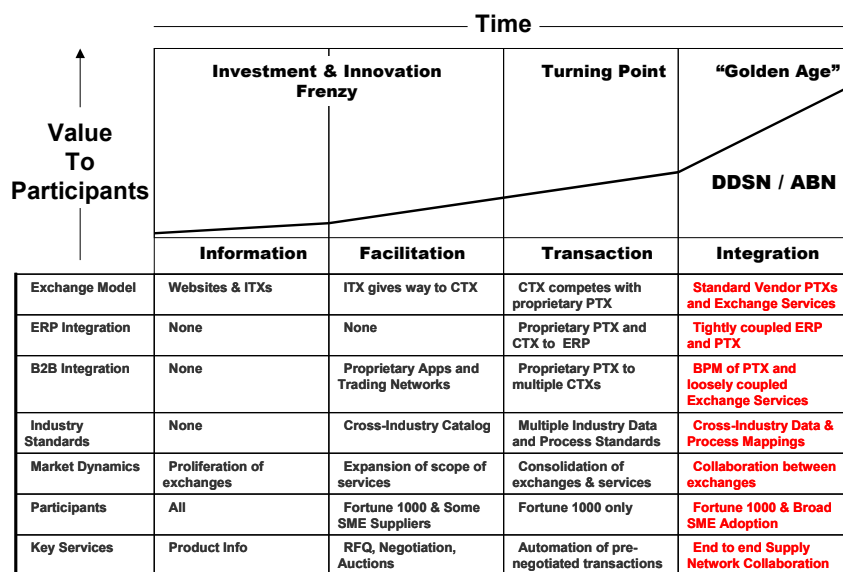 Time
Investment & Innovation
Frenzy
Turning Point
“Golden Age”
Value
To
Participants
DDSN / ABN
Information
Facilitation
Transaction
Integration
Exchange Model
Websites & ITXs
ITX gives way to CTX
CTX competes with
proprietary PTX
Standard Vendor PTXs
and Exchange Services
ERP Integration
None
None
Proprietary PTX and
CTX to ERP
Tightly coupled ERP
and PTX
B2B Integration
None
Proprietary Apps and
Trading Networks
Proprietary PTX to
multiple CTXs
BPM of PTX and
loosely coupled
Exchange Services
Industry
Standards
None
Cross-Industry Catalog
Multiple Industry Data
and Process Standards
Cross-Industry Data &
Process Mappings
Market Dynamics
Proliferation of
exchanges
Expansion of scope of
services
Consolidation of
exchanges & services
Collaboration between
exchanges
Participants
All
Fortune 1000 & Some
SME Suppliers
Fortune 1000 only
Fortune 1000 & Broad
SME Adoption
Key Services
Product Info
RFQ, Negotiation,
Auctions
Automation of pre-
negotiated transactions
End to end Supply
Network Collaboration